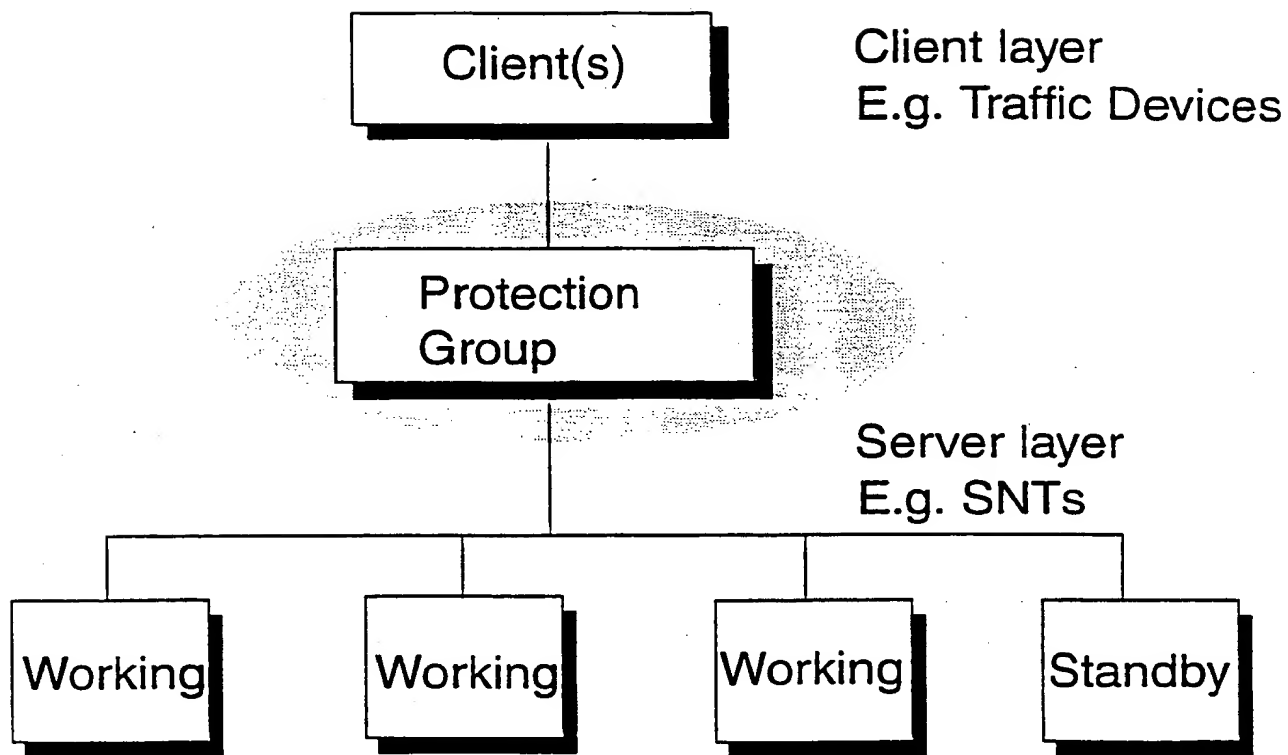 Client(s)
Client layer
E.g. Traffic Devices
Protection
Group
Server layer
E.g. SNTs
Working
Working
Working
Standby